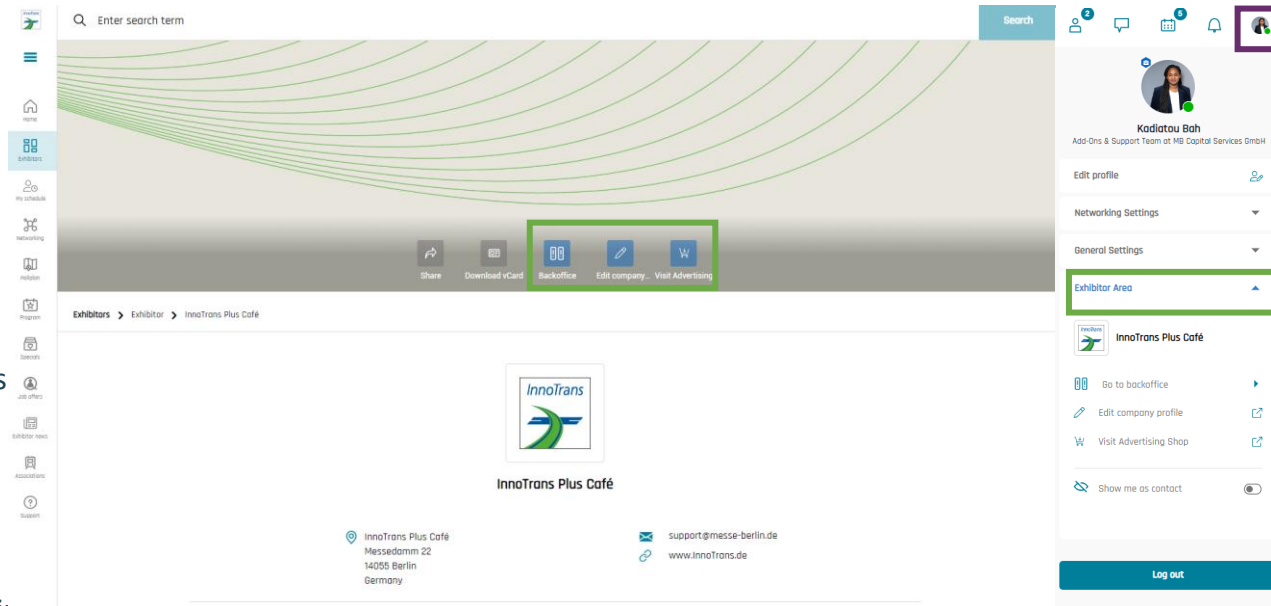 InnoTrans
Enter search term
Search
2
5
Home
Exhibitors
My schedule
Networking
Hallplan
Program
Specials
Job offers
Exhibitor news
Associations
Support
s
Share
Download vCard
Backoffice
Edit company...
Visit Advertising
Exhibitors
Exhibitor
InnoTrans Plus Café
InnoTrans
InnoTrans Plus Café
InnoTrans Plus Café
Messedamm 22
14055 Berlin
Germany
support@messe-berlin.de
www.InnoTrans.de
Kadiatou Bah
Add-Ons & Support Team at MB Capital Services GmbH
Edit profile
Networking Settings
General Settings
Exhibitor Area
InnoTrans
InnoTrans Plus Café
Go to backoffice
Edit company profile
Visit Advertising Shop
Show me as contact
Log out